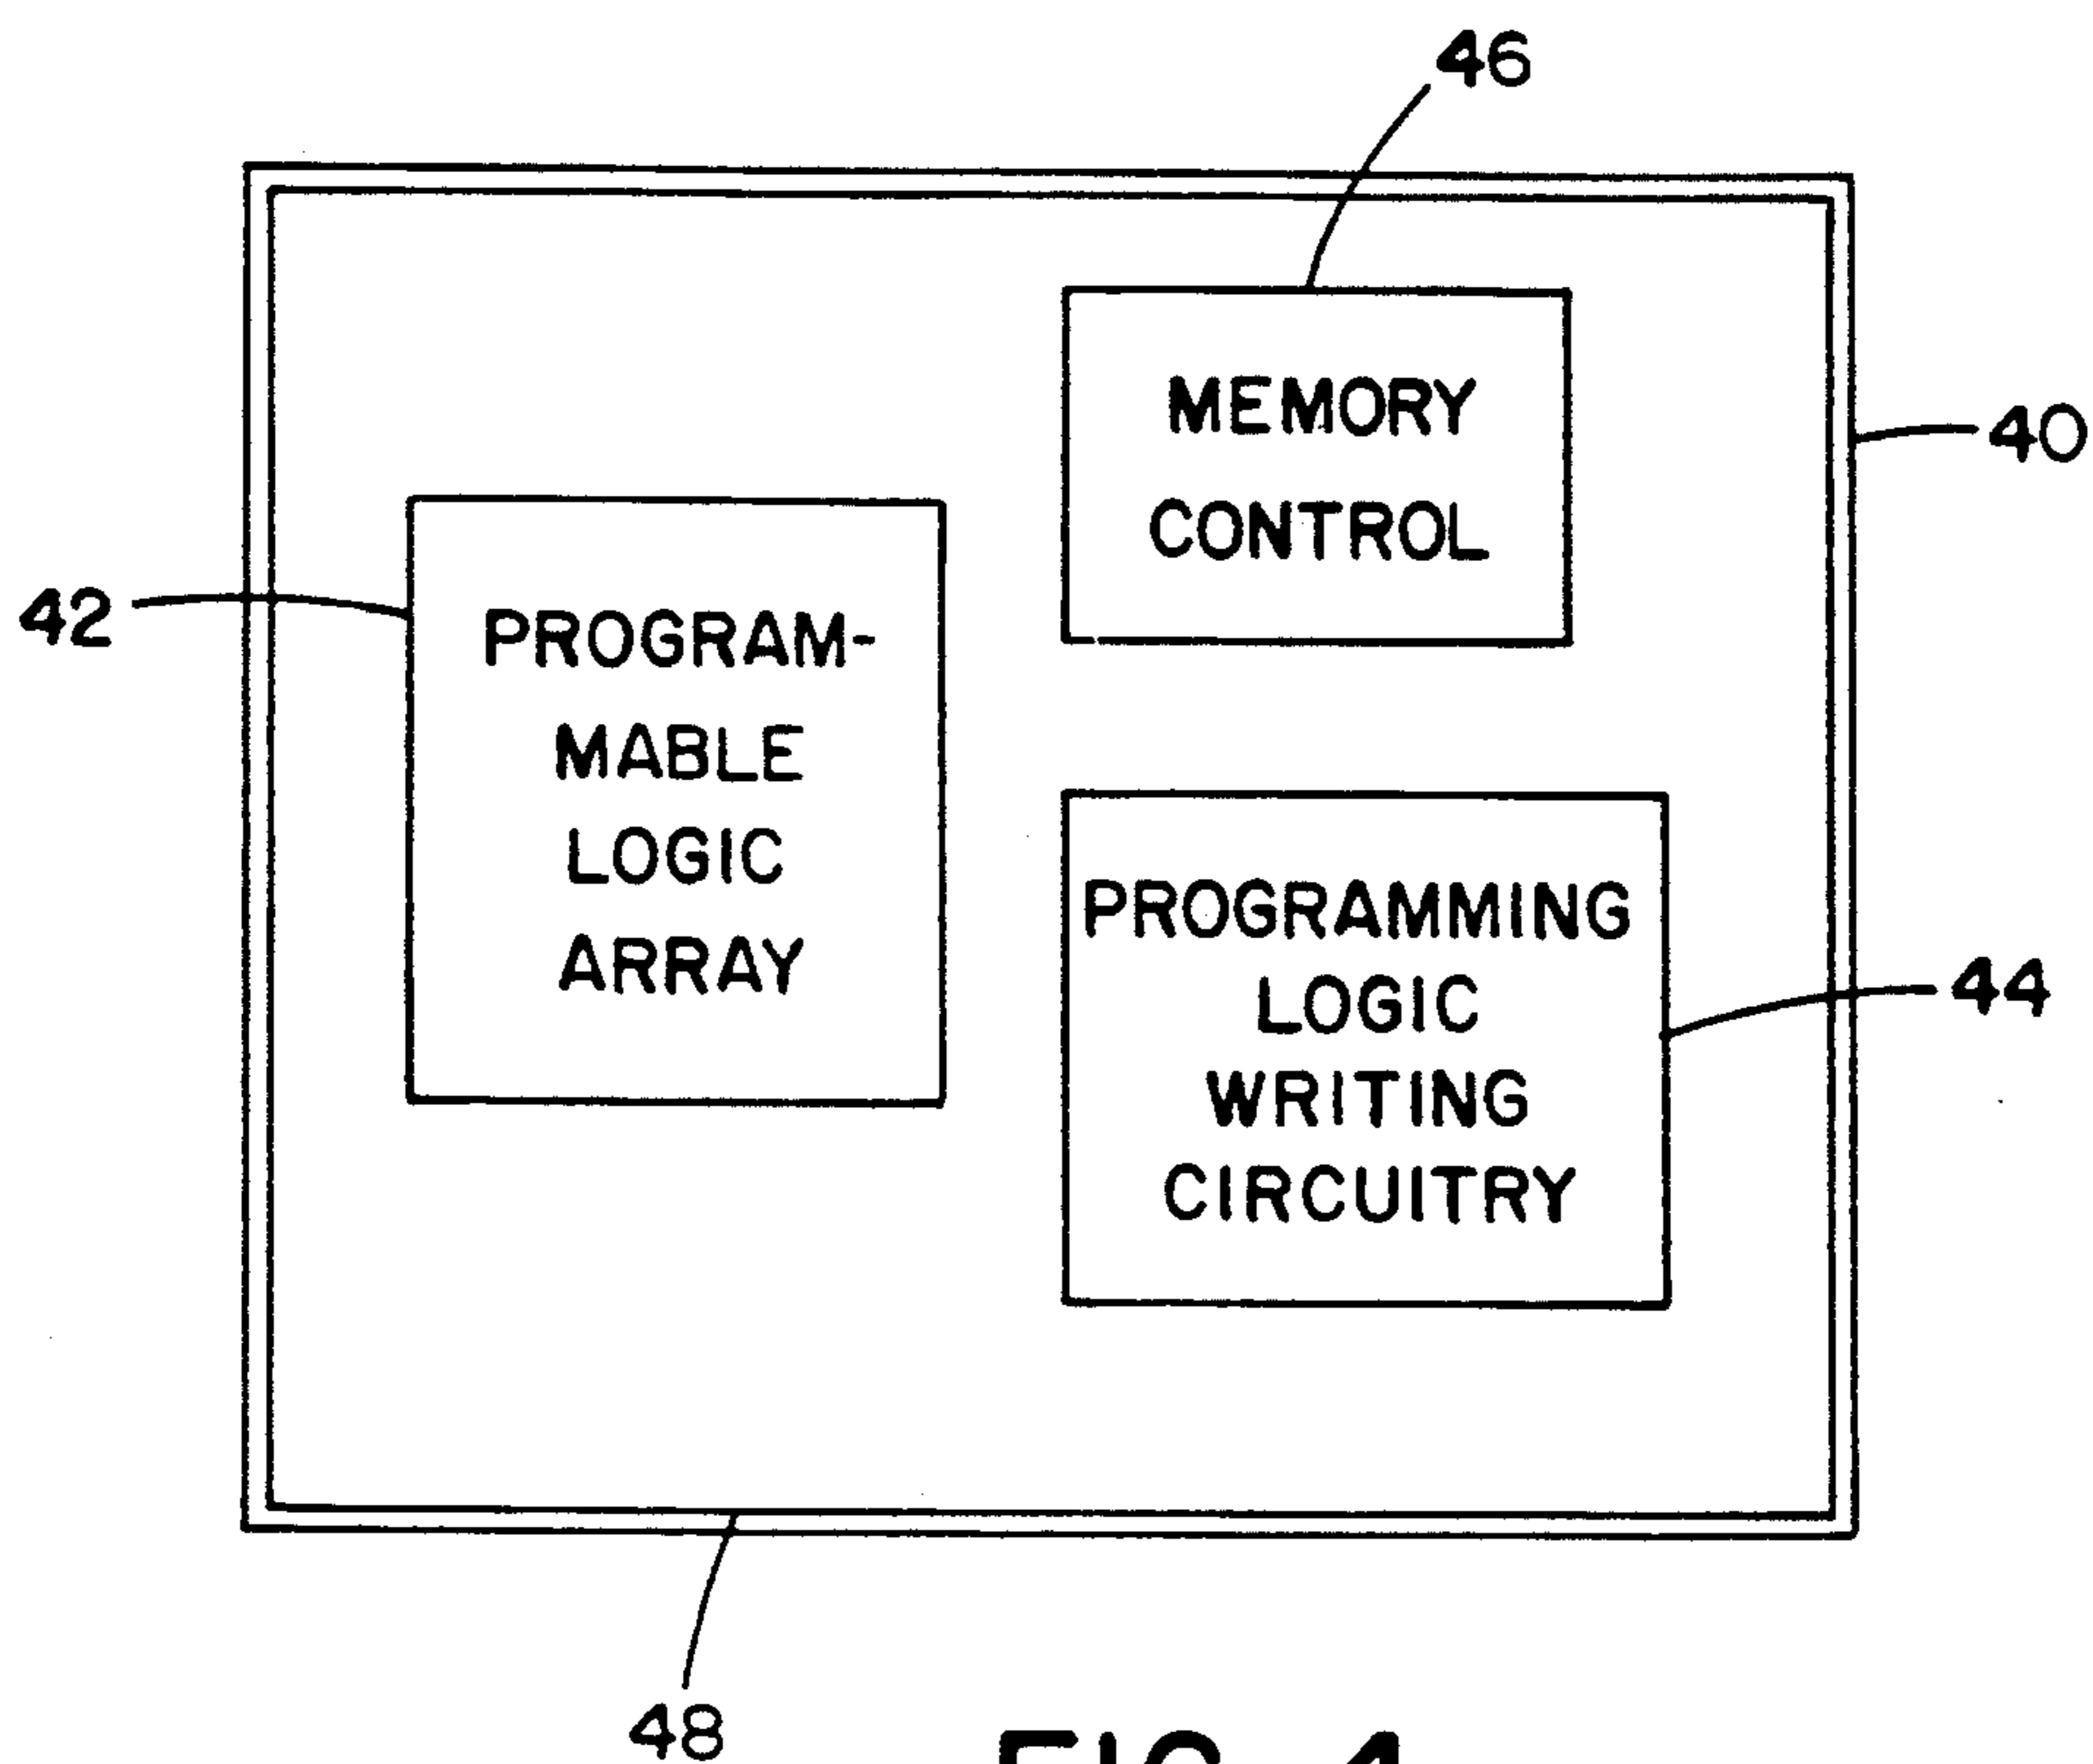 46
MEMORY
CONTROL
40
42
PROGRAM-
MABLE
LOGIC
ARRAY
PROGRAMMING
LOGIC
WRITING
CIRCUITRY
44
48